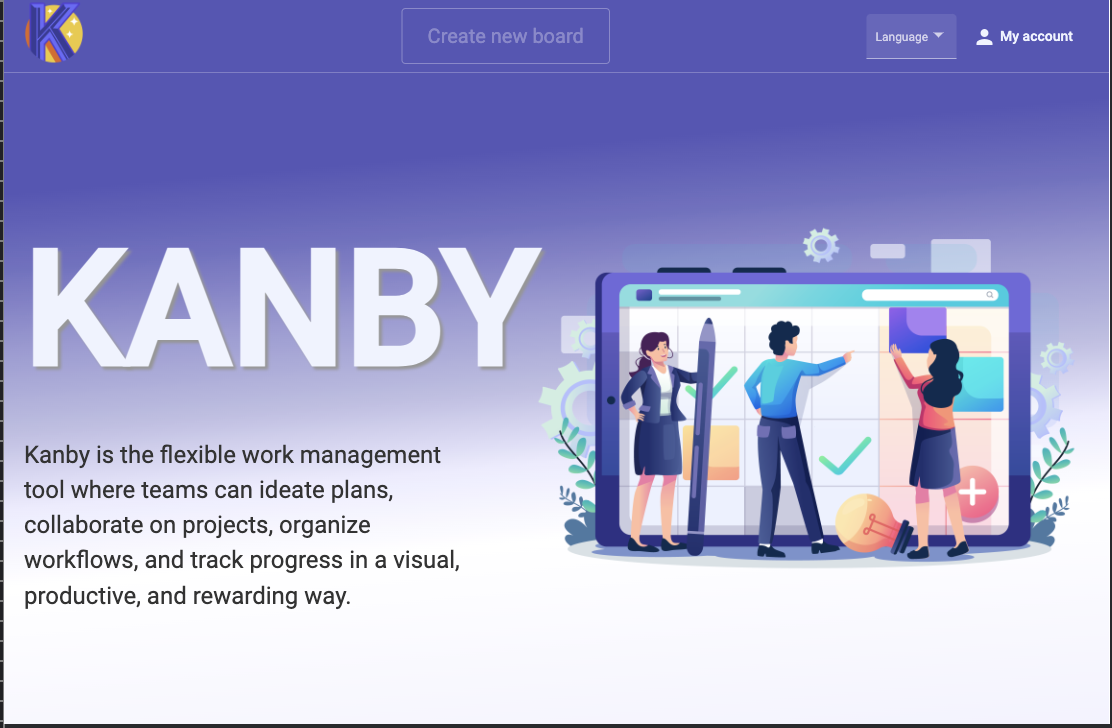 K
Create new board
Language
My account
KANBY
Kanby is the flexible work management
tool where teams can ideate plans,
collaborate on projects, organize
workflows, and track progress in a visual,
productive, and rewarding way.